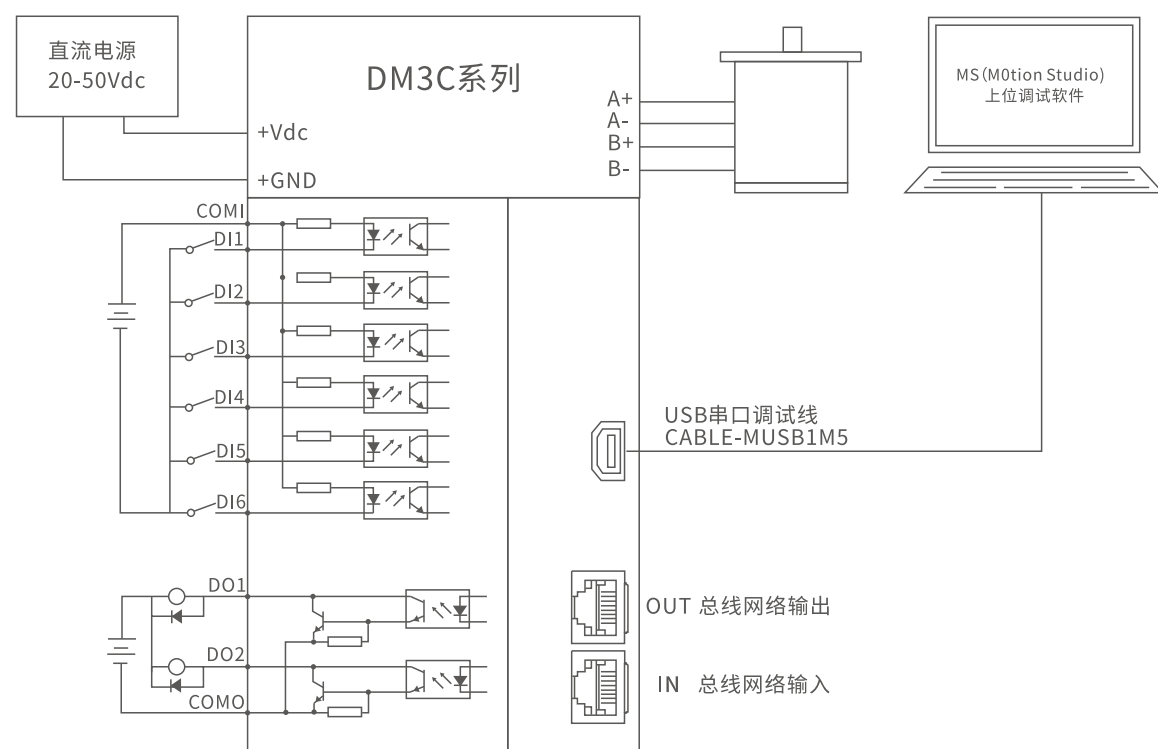 直流电源
20-50Vdc
DM3C系列
+Vdc
+GND
A+
A-
B+
B-
MS(M0tion Studio)
上位调试软件
COMI
DI1
DI2
DI3
DI4
DI5
DI6
USB串口调试线
CABLE-MUSB1M5
DO1
DO2
COMO
OUT 总线网络输出
IN 总线网络输入